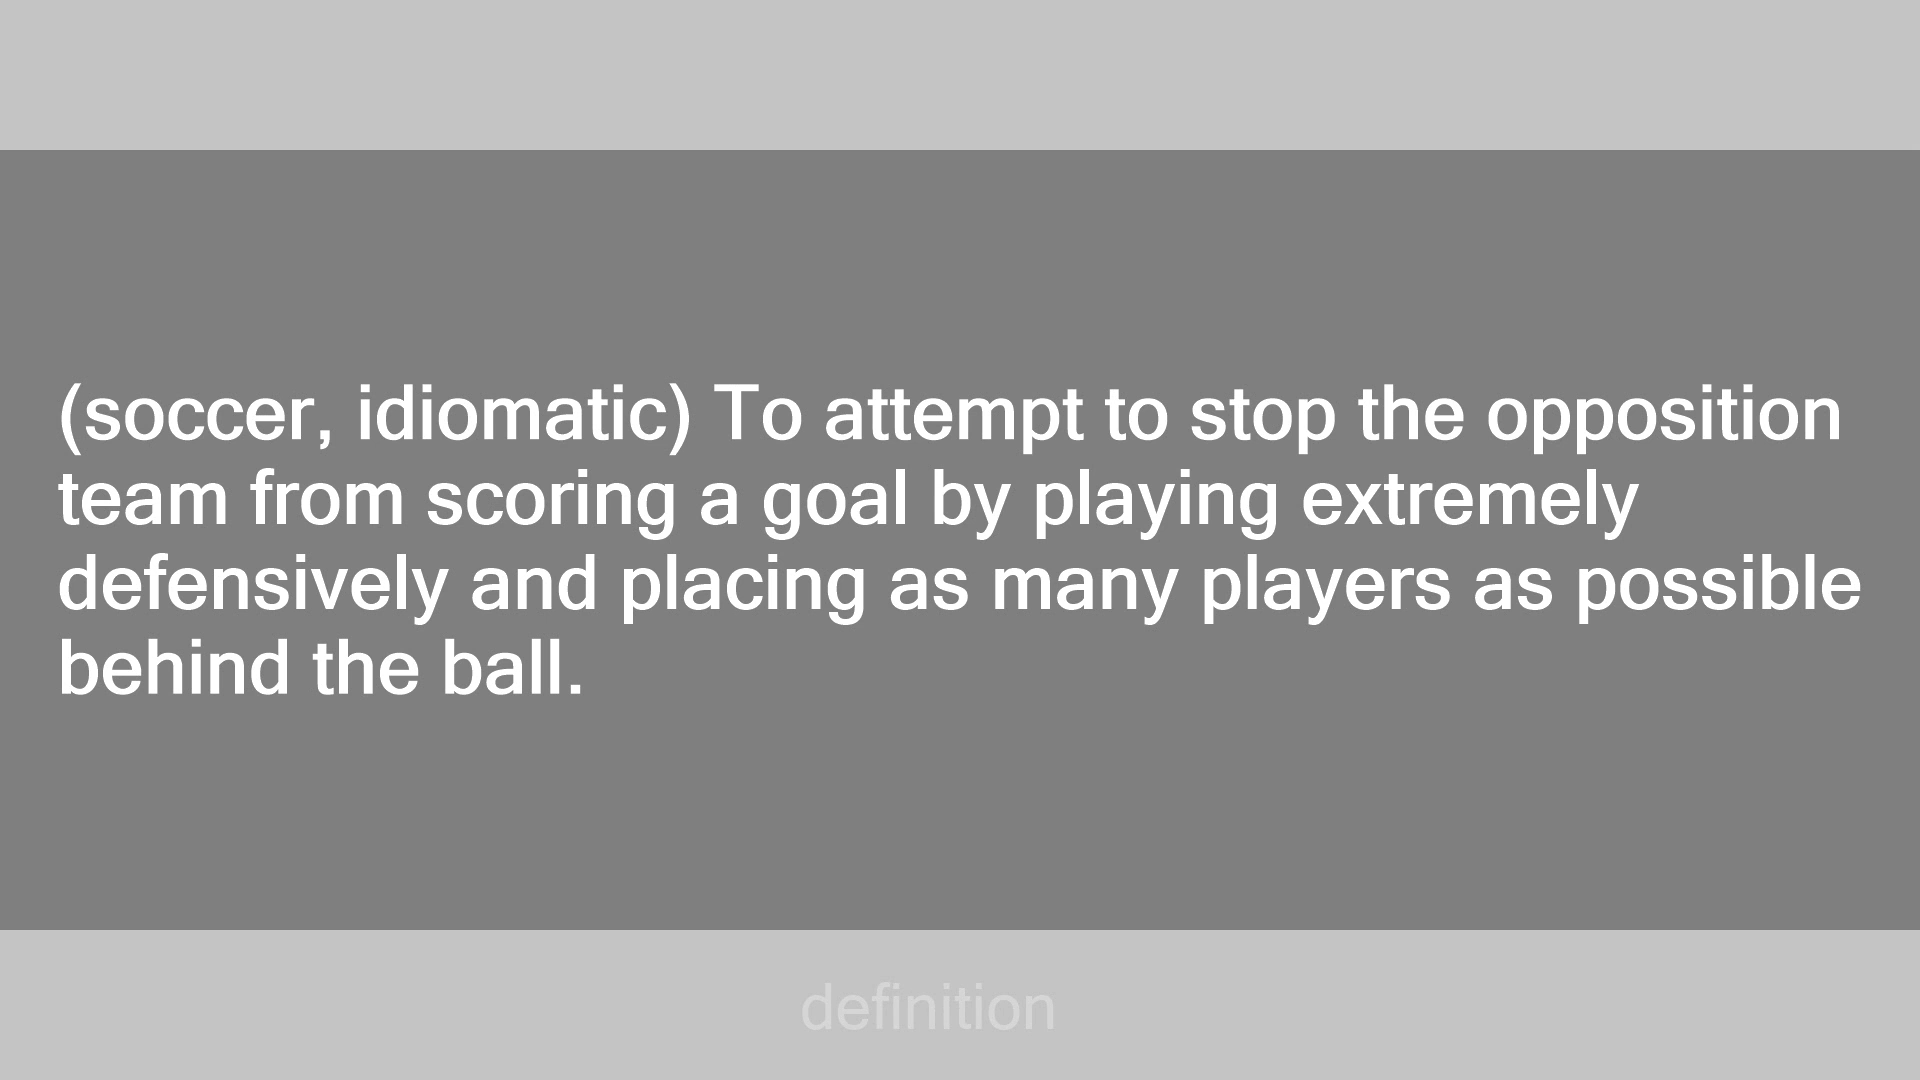 (soccer, idiomatic) To attempt to stop the opposition
team from scoring a goal by playing extremely
defensively and placing as many players as possible
behind the ball.
definition